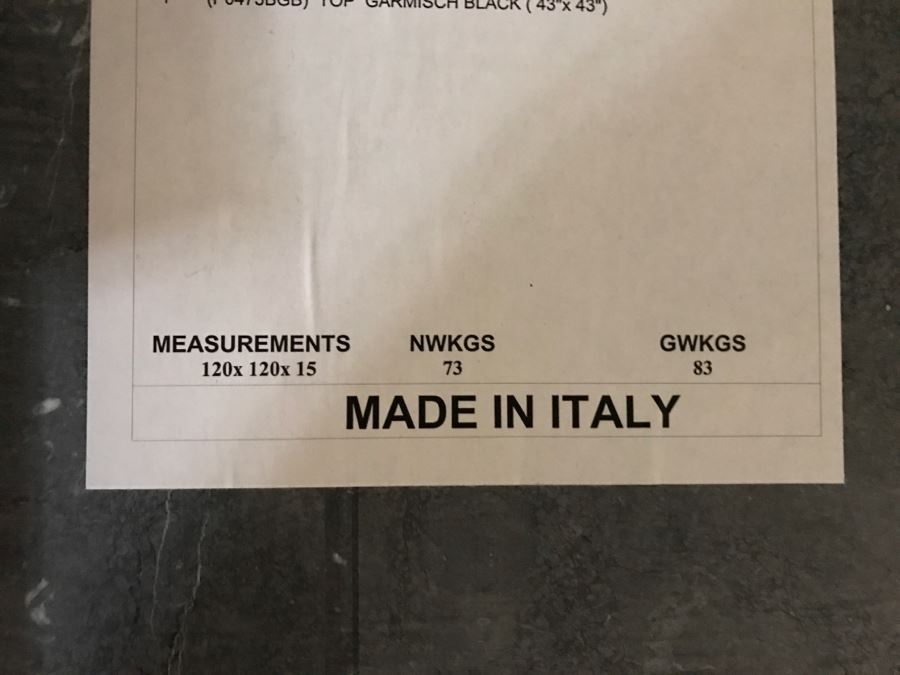 TOP GARMISCH BLACK ( 43"x 43")
MEASUREMENTS NWKGS GWKGS
120x 120x 15 73 83
MADE IN ITALY